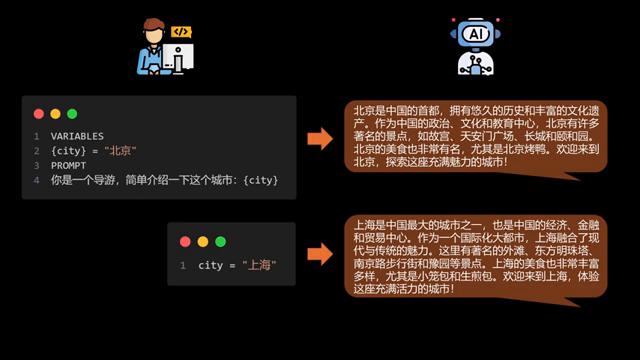 </>
AI
1 VARIABLES
2 {city} = "北京"
3 PROMPT
4 你是一个导游，简单介绍一下这个城市：{city}
北京是中国的首都，拥有悠久的历史和丰富的文化遗
产。作为中国的政治、文化和教育中心，北京有许多
著名的景点，如故宫、天安门广场、长城和颐和园。
北京的美食也非常有名，尤其是北京烤鸭。欢迎来到
北京，探索这座充满魅力的城市！
1 city = "上海"
上海是中国最大的城市之一，也是中国的经济、金融
和贸易中心。作为一个国际化大都市，上海融合了现
代与传统的魅力。这里有著名的外滩、东方明珠塔、
南京路步行街和豫园等景点。上海的美食也非常丰富
多样，尤其是小笼包和生煎包。欢迎来到上海，体验
这座充满活力的城市！